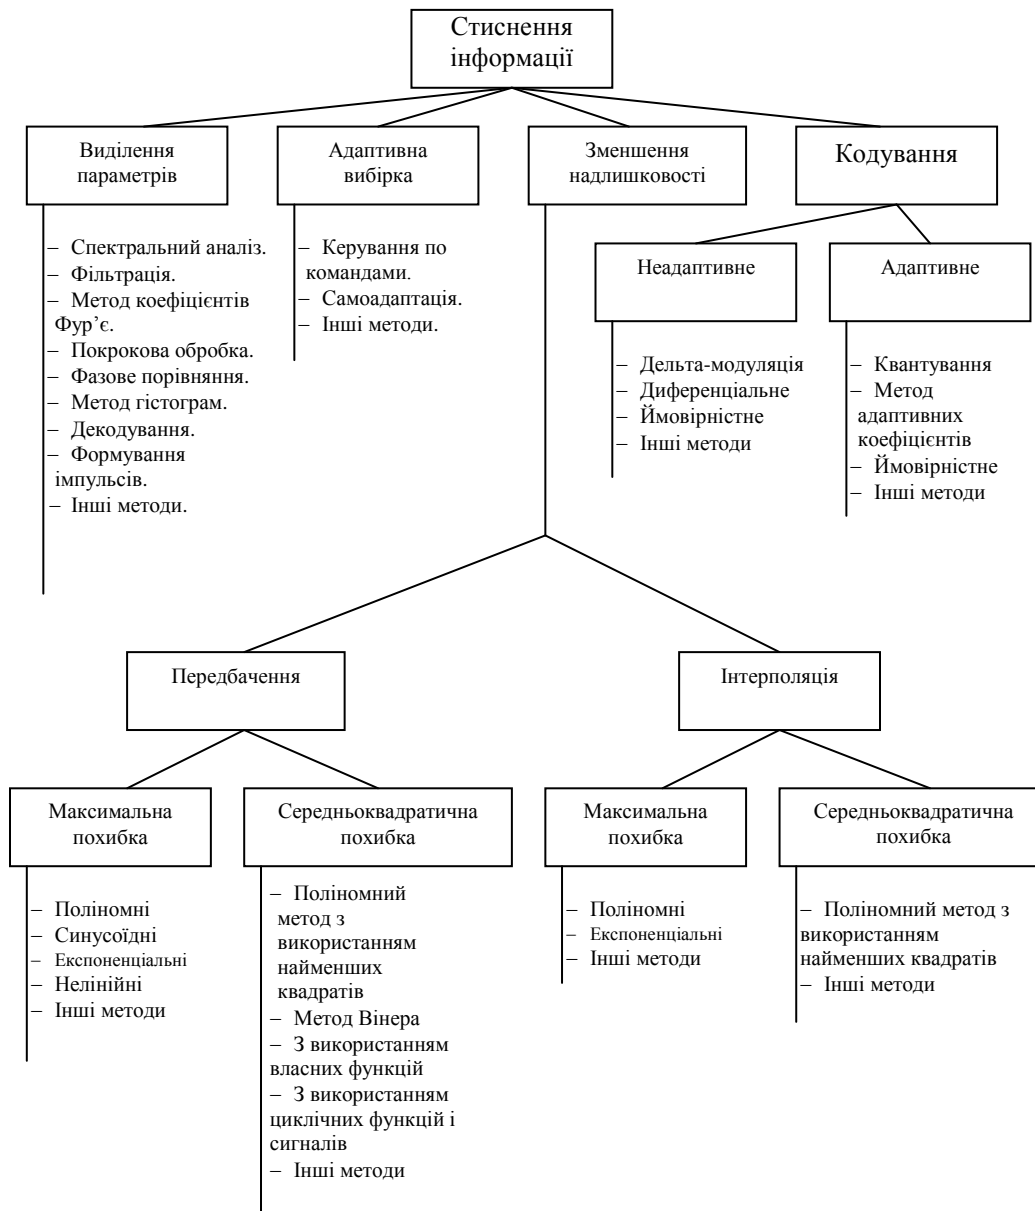 Стиснення
інформації
Виділення
параметрів
Адаптивна
вибірка
Зменшення
надлишковості
Кодування
– Спектральний аналіз.
– Фільтрація.
– Метод коефіцієнтів
Фур’є.
– Покрокова обробка.
– Фазове порівняння.
– Метод гістограм.
– Декодування.
– Формування
імпульсів.
– Інші методи.
– Керування по
командами.
– Самоадаптація.
– Інші методи.
Неадаптивне
Адаптивне
– Дельта-модуляція
– Диференціальне
– Ймовірністне
– Інші методи
– Квантування
– Метод
адаптивних
коефіцієнтів
– Ймовірністне
– Інші методи
Передбачення
Інтерполяція
Максимальна
похибка
Середньоквадратична
похибка
Максимальна
похибка
Середньоквадратична
похибка
– Поліномні
– Синусоїдні
– Експоненціальні
– Нелінійні
– Інші методи
– Поліномний
метод з
використанням
найменших
квадратів
– Метод Вінера
– З використанням
власних функцій
– З використанням
циклічних функцій і
сигналів
– Інші методи
– Поліномні
– Експоненціальні
– Інші методи
– Поліномний метод з
використанням
найменших квадратів
– Інші методи